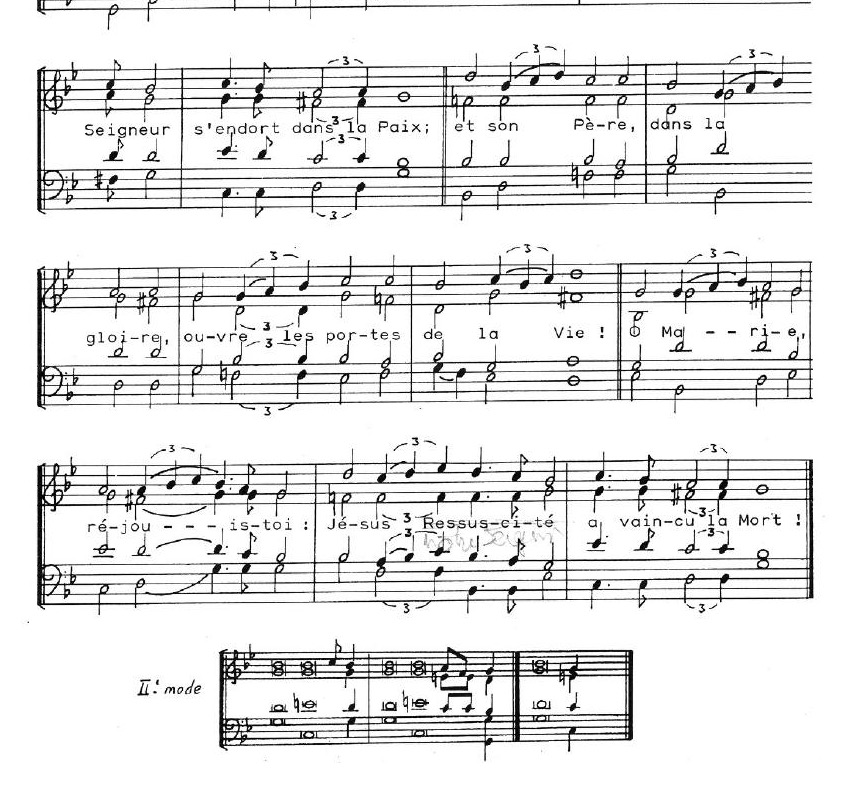 Seigneur s'endort dans la Paix; et son Pè-re, dans la
gloi-re, ou-vre les por-tes de la Vie ! Ô Ma - - ri-e,
ré-jou - - - is-toi : Jé-sus Ressus-ci-té a vain-cu la Mort !
II.e mode